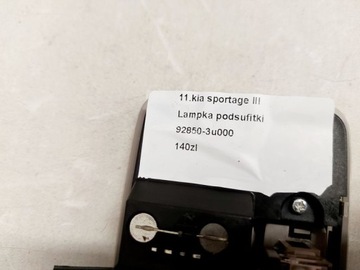 11.kia sportage III
Lampka podsufitki
92850-3u000
140zl